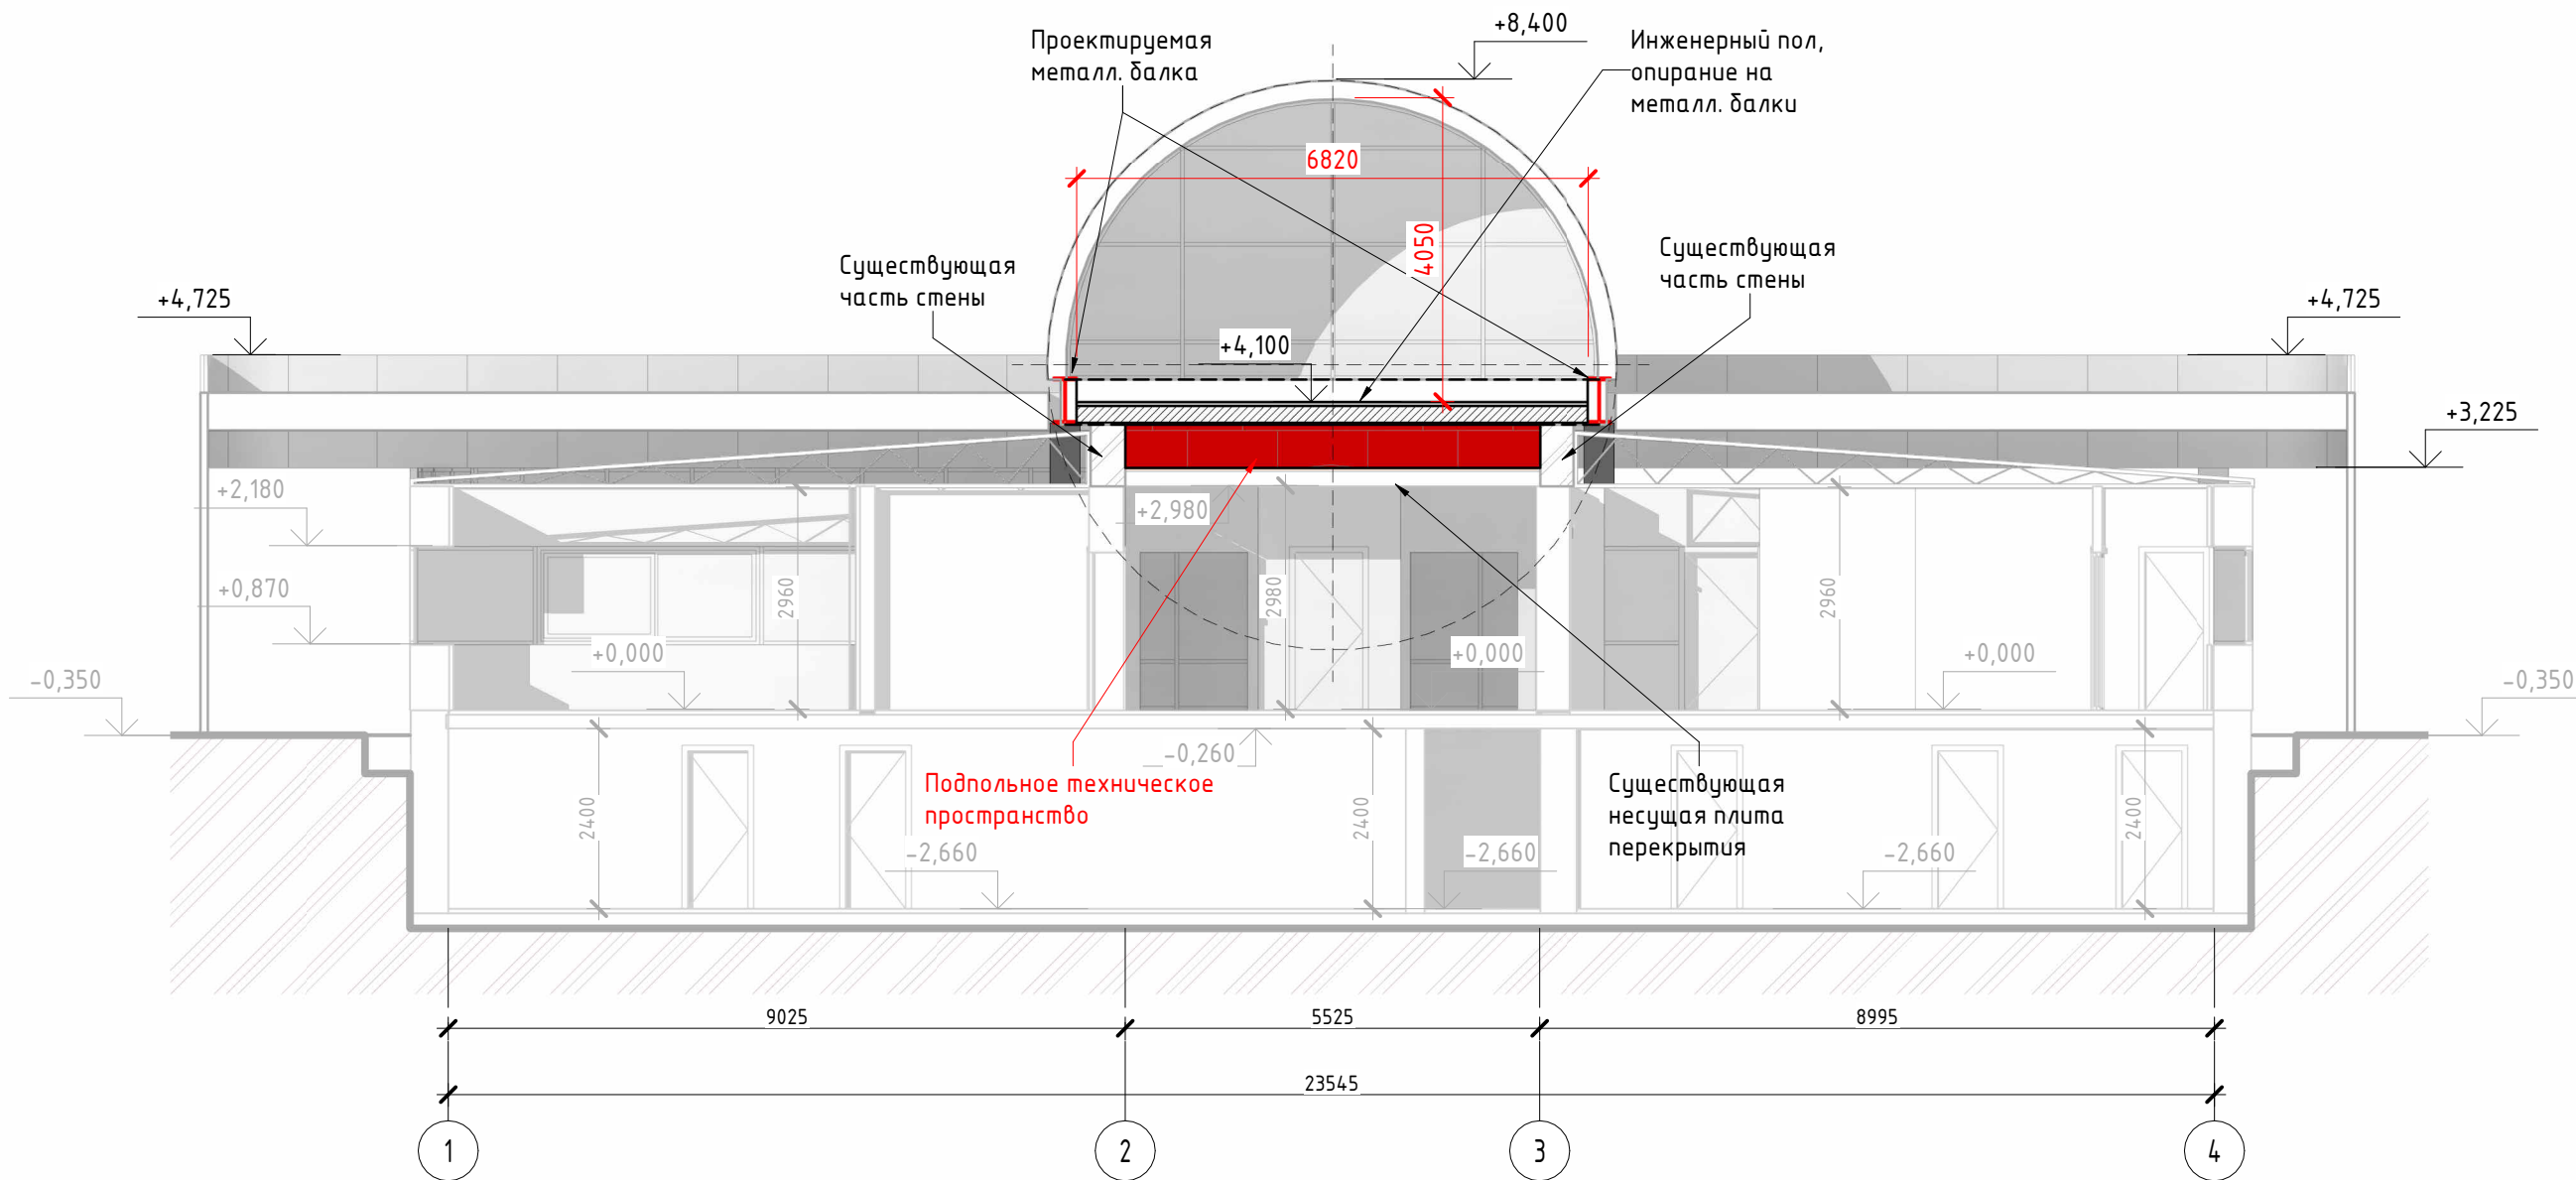 +8,400
Проектируемая
металл. балка
Инженерный пол,
опирание на
металл. балки
6820
4050
Существующая
часть стены
Существующая
часть стены
+4,725
+4,725
+4,100
+3,225
+2,180
+2,980
+0,870
2960
2980
2960
+0,000
+0,000
+0,000
-0,350
-0,350
-0,260
Подпольное техническое
пространство
Существующая
несущая плита
перекрытия
2400
2400
2400
-2,660
-2,660
-2,660
9025
5525
8995
23545
1
2
3
4